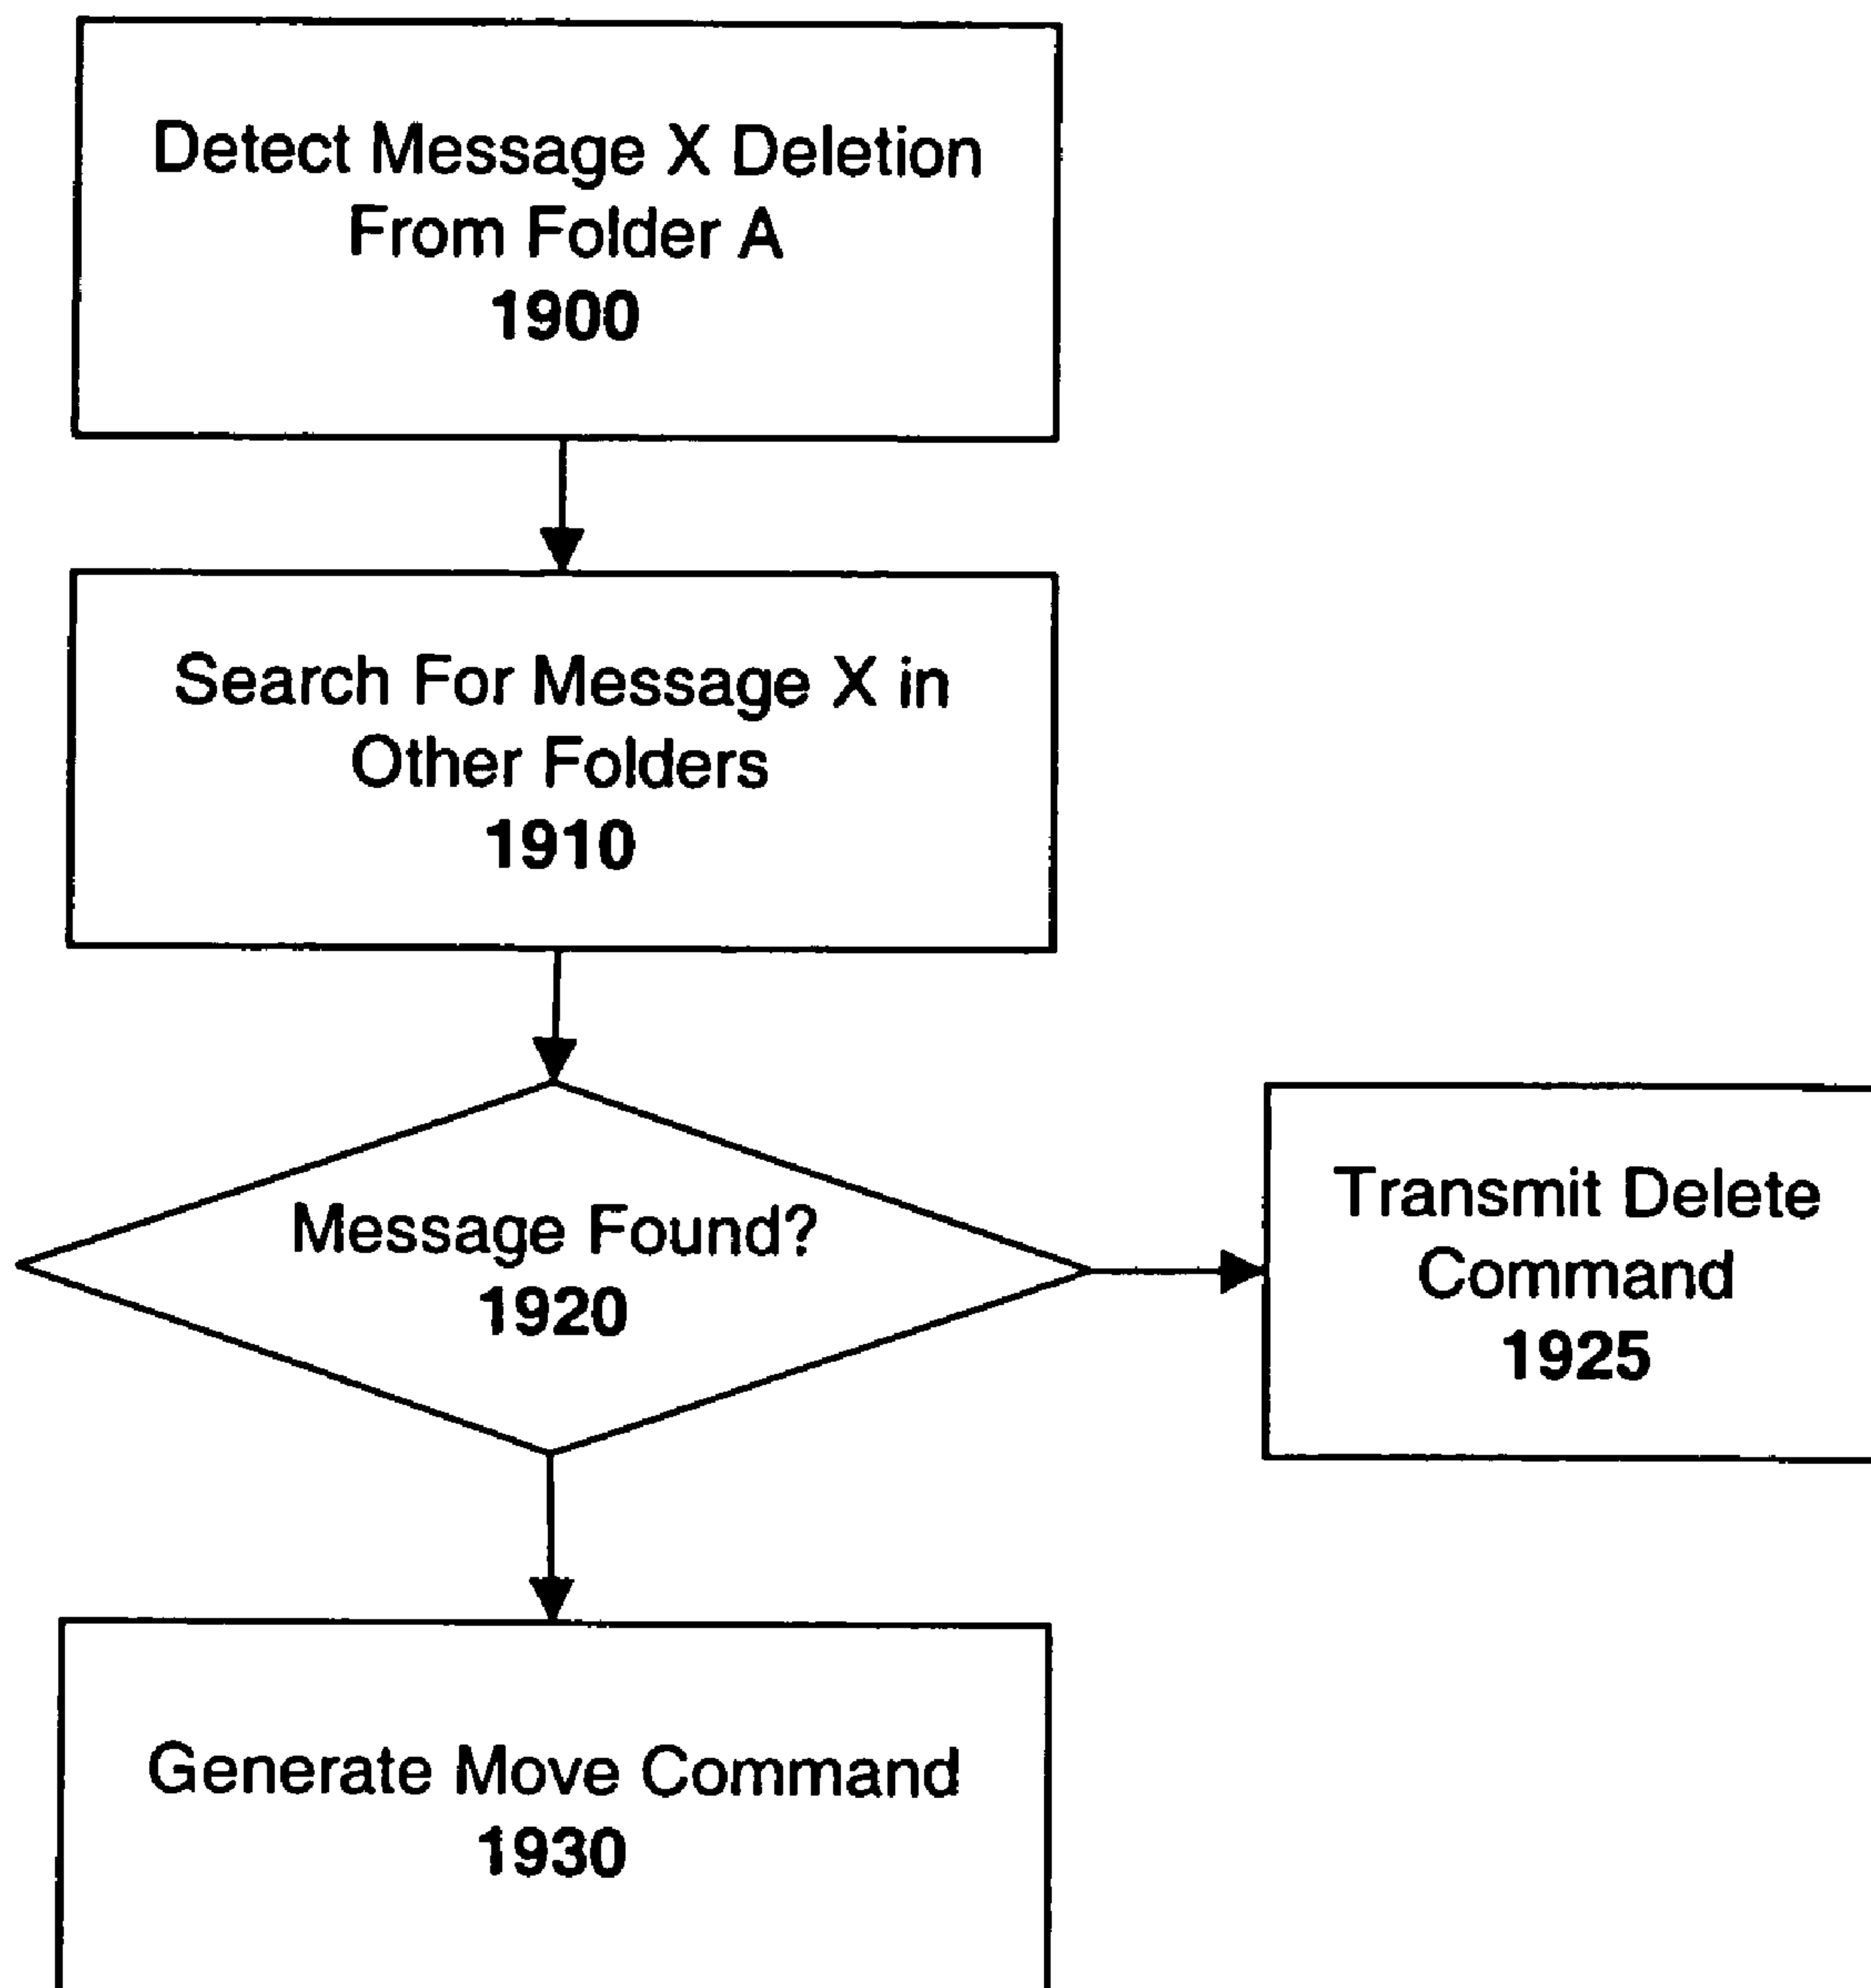 Detect Message X Deletion
From Folder A
1900
Search For Message X in
Other Folders
1910
Message Found?
1920
Transmit Delete
Command
1925
Generate Move Command
1930